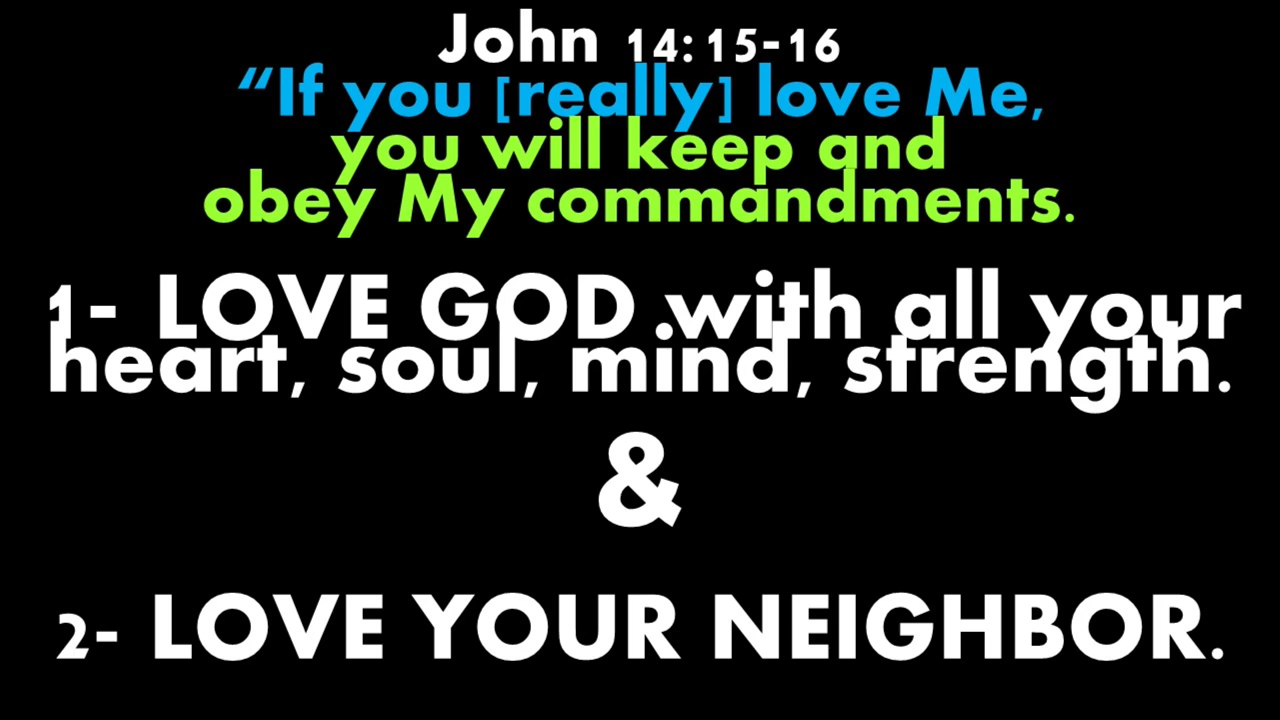 John 14:15-16
“If you [really] love Me,
you will keep and
obey My commandments.
1- LOVE GOD with all your
heart, soul, mind, strength.
&
2- LOVE YOUR NEIGHBOR.